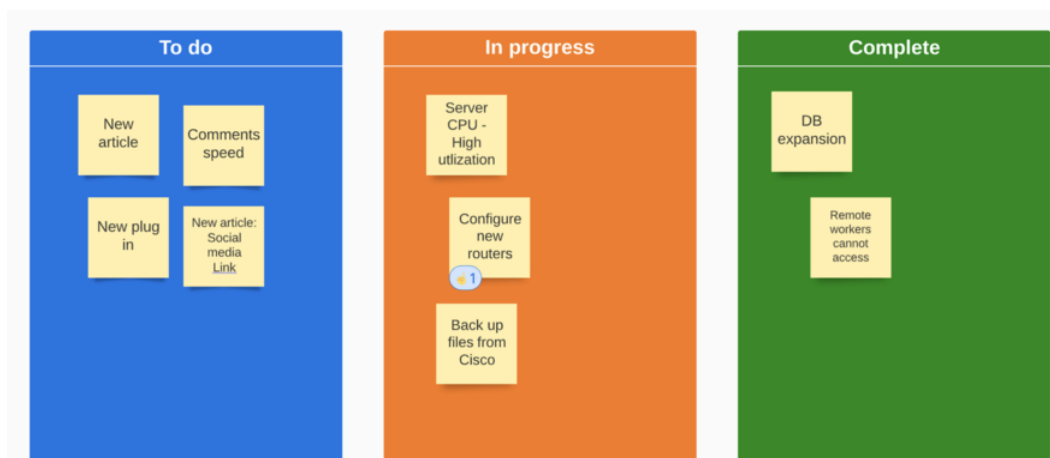 To do
In progress
Complete
New
article
Comments
speed
New plug
in
New article:
Social
media
Link
Server
CPU -
High
utlization
Configure
new
routers
1
Back up
files from
Cisco
DB
expansion
Remote
workers
cannot
access